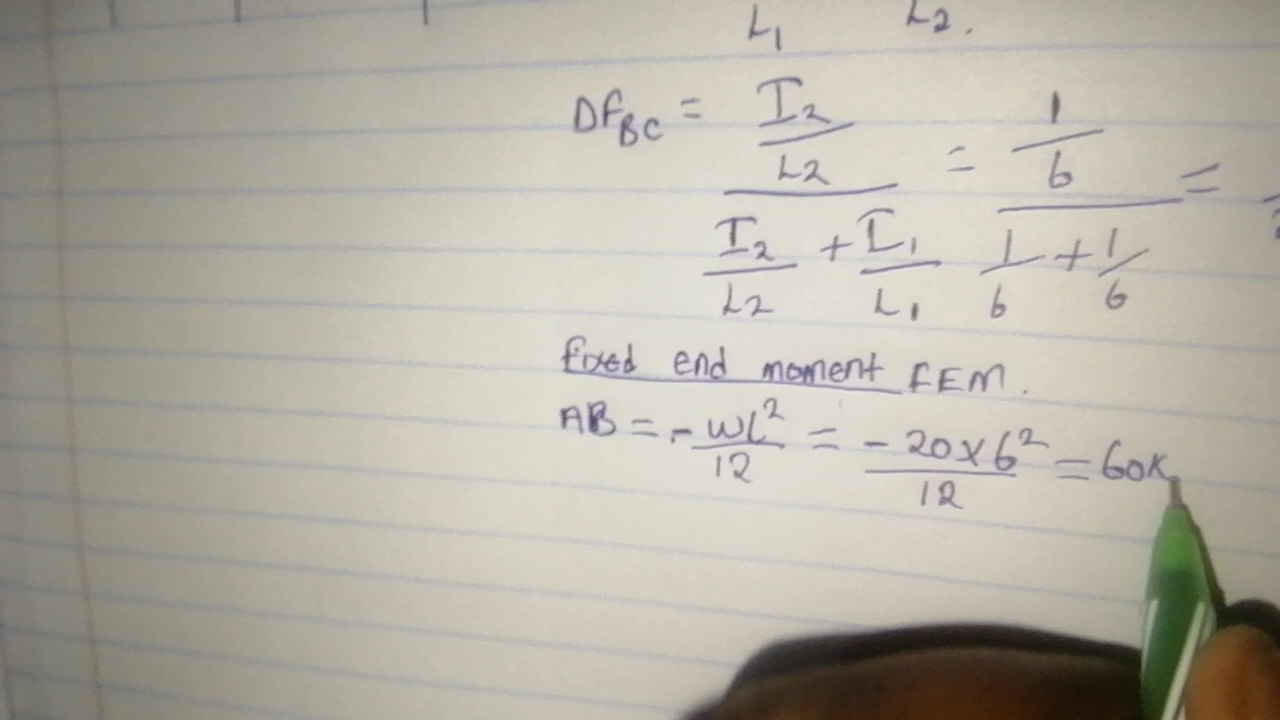 L1 L2.
DFBC = I2/L2 / (I2/L2 + I1/L1) = 1/6 / (1/6 + 1/6) =
fixed end moment FEM.
AB = - wL²/12 = - 20x6²/12 = 60K